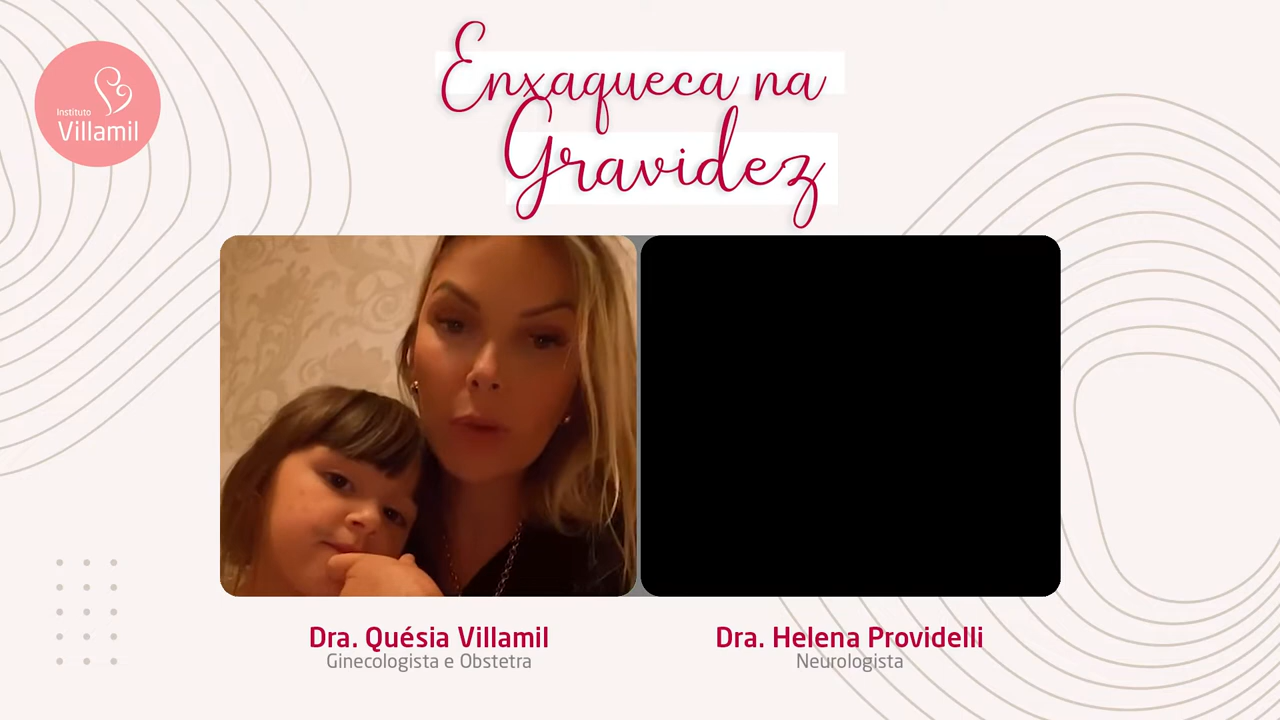 Instituto
Villamil
Enxaqueca na
Gravidez
Dra. Quésia Villamil
Ginecologista e Obstetra
Dra. Helena Providelli
Neurologista